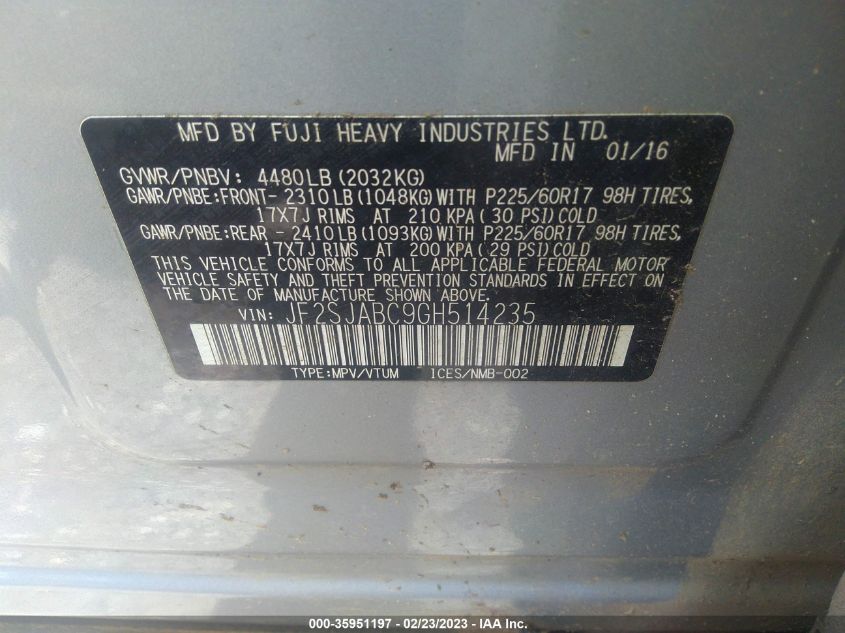 MFD BY FUJI HEAVY INDUSTRIES LTD.
MFD IN 01/16
GVWR/PNBV: 4480LB (2032KG)
GAWR/PNBE:FRONT- 2310 LB (1048KG) WITH P225/60R17 98H TIRES,
17X7J RIMS AT 210 KPA ( 30 PSI) COLD
GAWR/PNBE:REAR - 2410 LB (1093KG) WITH P225/60R17 98H TIRES,
17X7J RIMS AT 200 KPA ( 29 PSI) COLD
THIS VEHICLE CONFORMS TO ALL APPLICABLE FEDERAL MOTOR
VEHICLE SAFETY AND THEFT PREVENTION STANDARDS IN EFFECT ON
THE DATE OF MANUFACTURE SHOWN ABOVE.
VIN: JF2SJABC9GH514235
TYPE:MPV/VTUM ICES/NMB-002
000-35951197 - 02/23/2023 - IAA Inc.